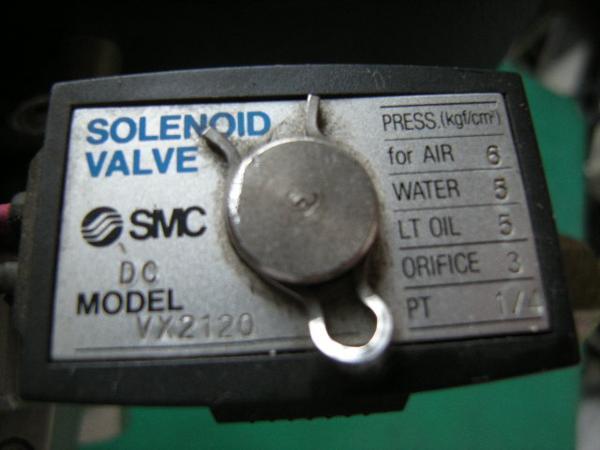 SOLENOID
VALVE
SMC
DC
MODEL
VX2120
PRESS.(kgf/cm²)
for AIR 6
WATER 5
LT OIL 5
ORIFICE 3
PT 1/4